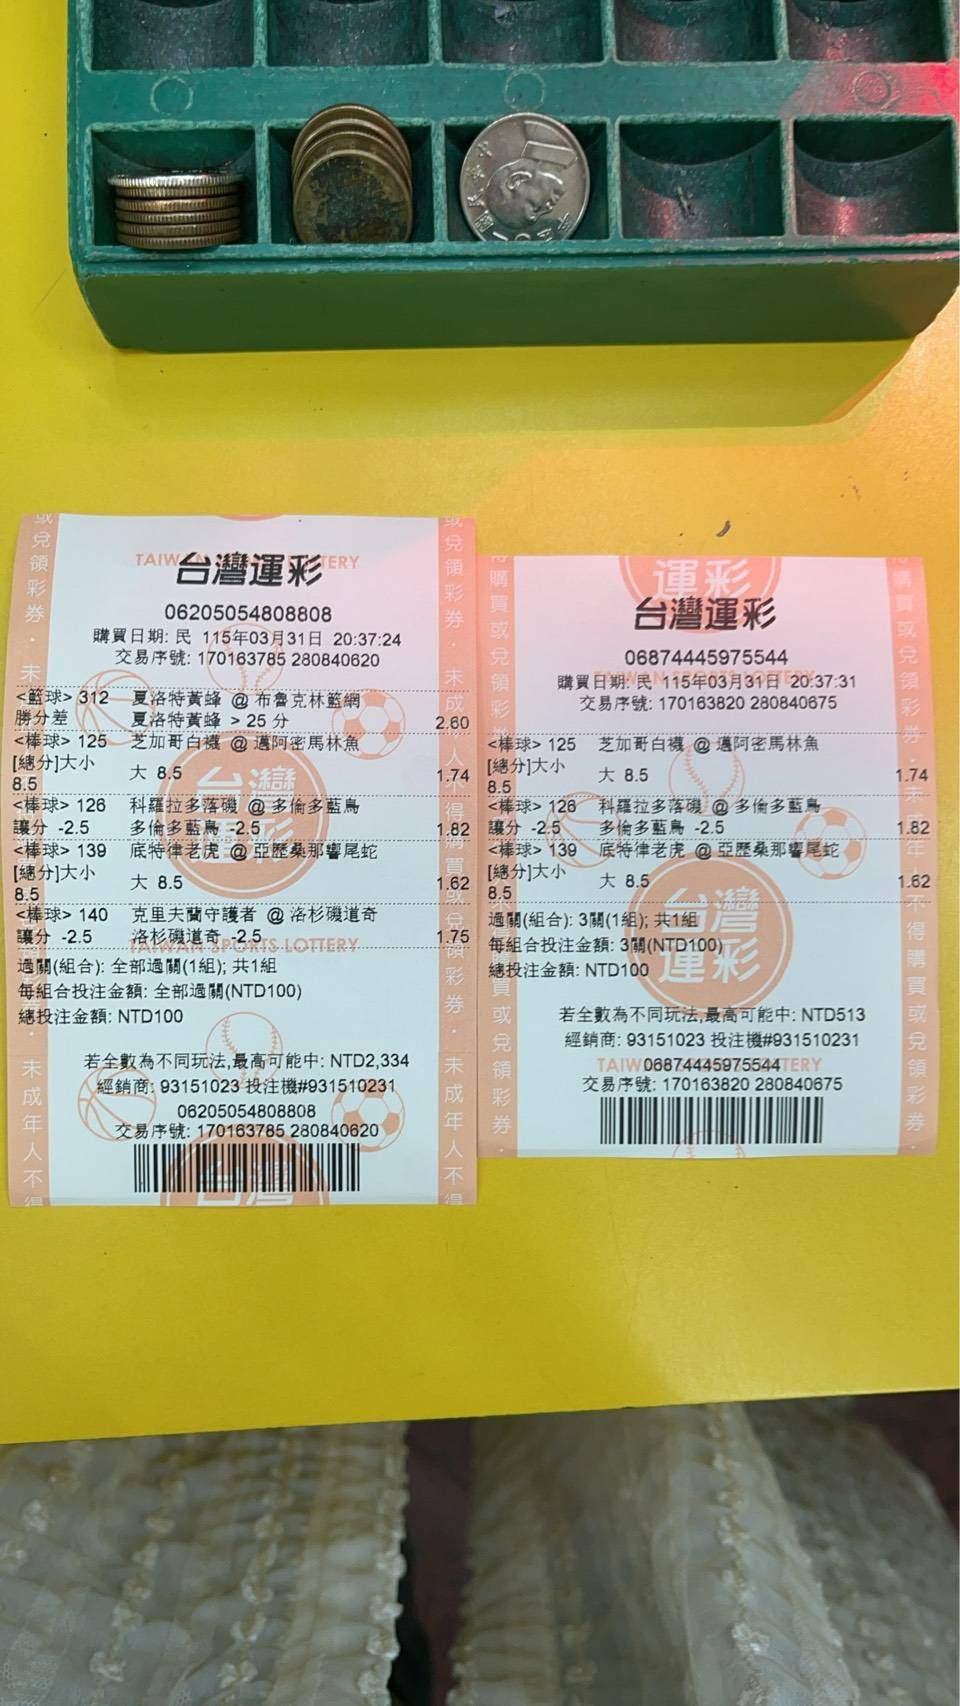 TAIWAN SPORTS LOTTERY
台灣運彩
06205054808808
購買日期: 民 115年03月31日 20:37:24
交易序號: 170163785 280840620
<籃球> 312 夏洛特黃蜂 @ 布魯克林籃網
勝分差 夏洛特黃蜂 > 25 分 2.60
<棒球> 125 芝加哥白襪 @ 邁阿密馬林魚
[總分]大小 大 8.5 1.74
8.5
<棒球> 126 科羅拉多落磯 @ 多倫多藍鳥
讓分 -2.5 多倫多藍鳥 -2.5 1.82
<棒球> 139 底特律老虎 @ 亞歷桑那響尾蛇
[總分]大小 大 8.5 1.62
8.5
<棒球> 140 克里夫蘭守護者 @ 洛杉磯道奇
讓分 -2.5 洛杉磯道奇 -2.5 1.75
TAIWAN SPORTS LOTTERY
過關(組合): 全部過關(1組); 共1組
每組合投注金額: 全部過關(NTD100)
總投注金額: NTD100
若全數為不同玩法,最高可能中: NTD2,334
經銷商: 93151023 投注機#931510231
06205054808808
交易序號: 170163785 280840620
運彩
台灣運彩
06874445975544
購買日期: 民 115年03月31日 20:37:31
交易序號: 170163820 280840675
<棒球> 125 芝加哥白襪 @ 邁阿密馬林魚
[總分]大小 大 8.5 1.74
8.5
<棒球> 126 科羅拉多落磯 @ 多倫多藍鳥
讓分 -2.5 多倫多藍鳥 -2.5 1.82
<棒球> 139 底特律老虎 @ 亞歷桑那響尾蛇
[總分]大小 大 8.5 1.62
8.5
台灣運彩
過關(組合): 3關(1組); 共1組
每組合投注金額: 3關(NTD100)
總投注金額: NTD100
若全數為不同玩法,最高可能中: NTD513
經銷商: 93151023 投注機#931510231
06874445975544
交易序號: 170163820 280840675